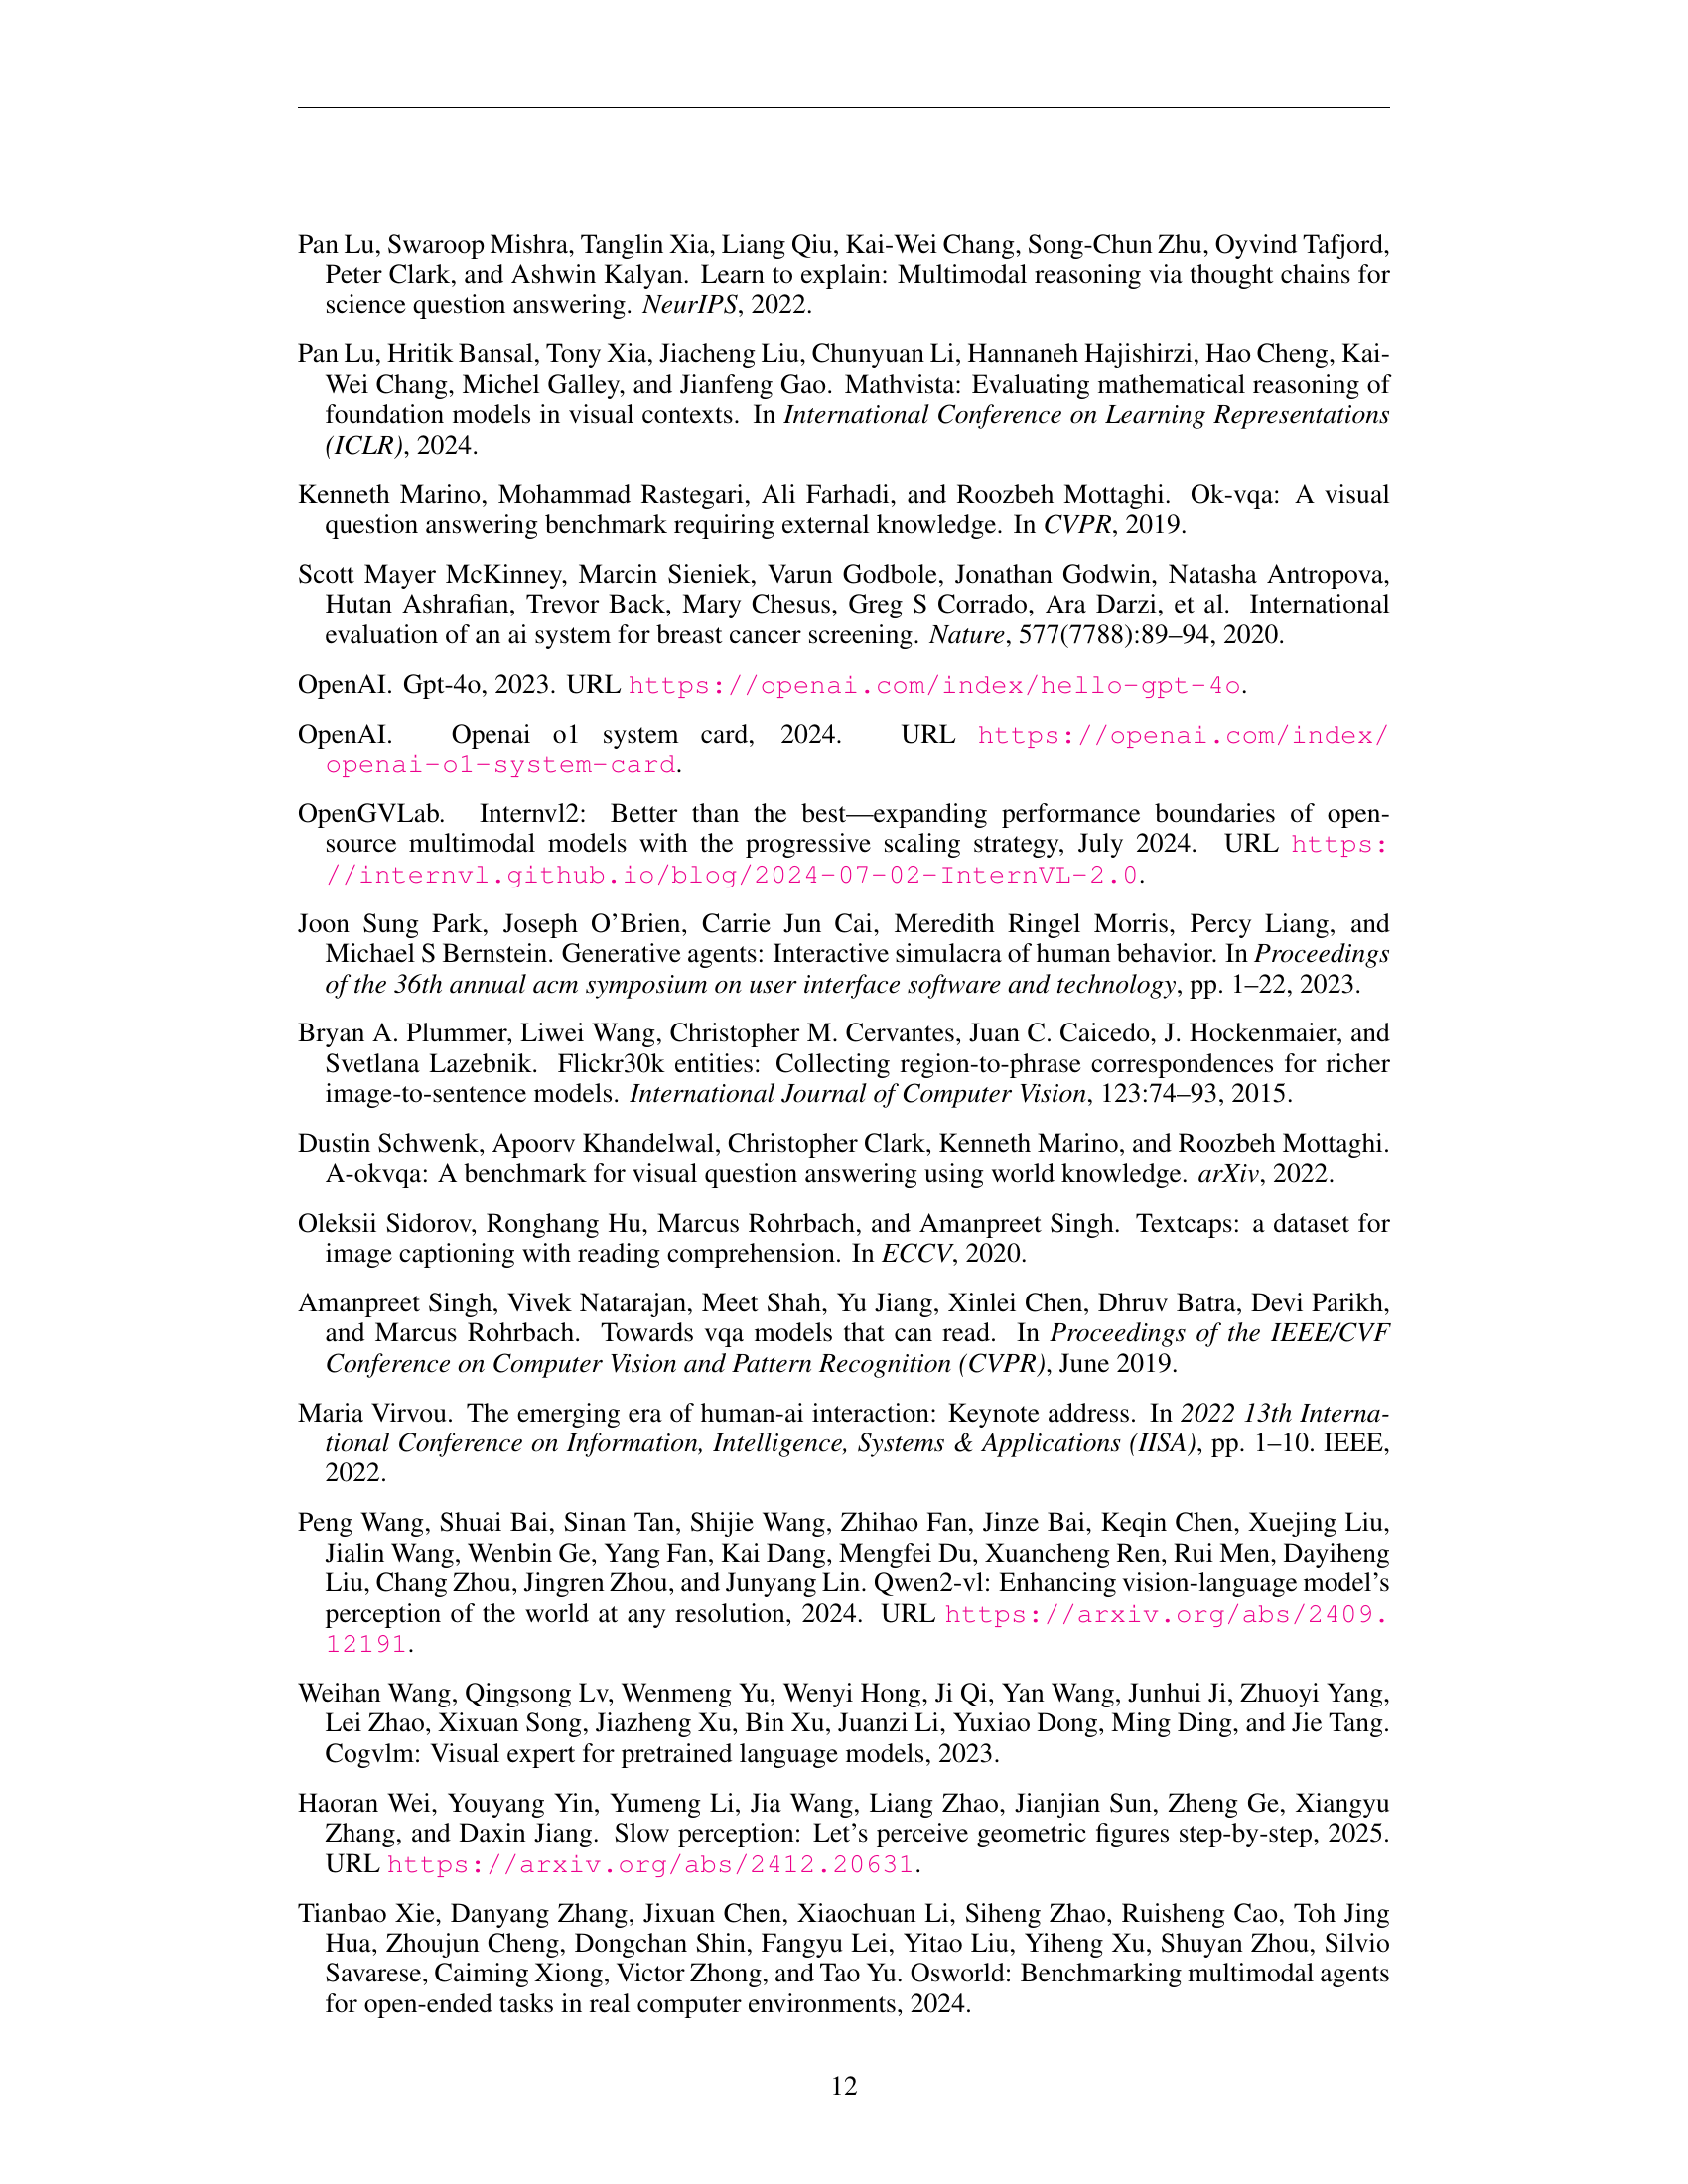 Pan Lu, Swaroop Mishra, Tanglin Xia, Liang Qiu, Kai-Wei Chang, Song-Chun Zhu, Oyvind Tafjord,
Peter Clark, and Ashwin Kalyan. Learn to explain: Multimodal reasoning via thought chains for
science question answering. NeurIPS, 2022.
Pan Lu, Hritik Bansal, Tony Xia, Jiacheng Liu, Chunyuan Li, Hannaneh Hajishirzi, Hao Cheng, Kai-
Wei Chang, Michel Galley, and Jianfeng Gao. Mathvista: Evaluating mathematical reasoning of
foundation models in visual contexts. In International Conference on Learning Representations
(ICLR), 2024.
Kenneth Marino, Mohammad Rastegari, Ali Farhadi, and Roozbeh Mottaghi. Ok-vqa: A visual
question answering benchmark requiring external knowledge. In CVPR, 2019.
Scott Mayer McKinney, Marcin Sieniek, Varun Godbole, Jonathan Godwin, Natasha Antropova,
Hutan Ashrafian, Trevor Back, Mary Chesus, Greg S Corrado, Ara Darzi, et al. International
evaluation of an ai system for breast cancer screening. Nature, 577(7788):89–94, 2020.
OpenAI. Gpt-4o, 2023. URL https://openai.com/index/hello-gpt-4o.
OpenAI. Openai o1 system card, 2024. URL https://openai.com/index/
openai-o1-system-card.
OpenGVLab. Internvl2: Better than the best—expanding performance boundaries of open-
source multimodal models with the progressive scaling strategy, July 2024. URL https:
//internvl.github.io/blog/2024-07-02-InternVL-2.0.
Joon Sung Park, Joseph O’Brien, Carrie Jun Cai, Meredith Ringel Morris, Percy Liang, and
Michael S Bernstein. Generative agents: Interactive simulacra of human behavior. In Proceedings
of the 36th annual acm symposium on user interface software and technology, pp. 1–22, 2023.
Bryan A. Plummer, Liwei Wang, Christopher M. Cervantes, Juan C. Caicedo, J. Hockenmaier, and
Svetlana Lazebnik. Flickr30k entities: Collecting region-to-phrase correspondences for richer
image-to-sentence models. International Journal of Computer Vision, 123:74–93, 2015.
Dustin Schwenk, Apoorv Khandelwal, Christopher Clark, Kenneth Marino, and Roozbeh Mottaghi.
A-okvqa: A benchmark for visual question answering using world knowledge. arXiv, 2022.
Oleksii Sidorov, Ronghang Hu, Marcus Rohrbach, and Amanpreet Singh. Textcaps: a dataset for
image captioning with reading comprehension. In ECCV, 2020.
Amanpreet Singh, Vivek Natarajan, Meet Shah, Yu Jiang, Xinlei Chen, Dhruv Batra, Devi Parikh,
and Marcus Rohrbach. Towards vqa models that can read. In Proceedings of the IEEE/CVF
Conference on Computer Vision and Pattern Recognition (CVPR), June 2019.
Maria Virvou. The emerging era of human-ai interaction: Keynote address. In 2022 13th Interna-
tional Conference on Information, Intelligence, Systems & Applications (IISA), pp. 1–10. IEEE,
2022.
Peng Wang, Shuai Bai, Sinan Tan, Shijie Wang, Zhihao Fan, Jinze Bai, Keqin Chen, Xuejing Liu,
Jialin Wang, Wenbin Ge, Yang Fan, Kai Dang, Mengfei Du, Xuancheng Ren, Rui Men, Dayiheng
Liu, Chang Zhou, Jingren Zhou, and Junyang Lin. Qwen2-vl: Enhancing vision-language model’s
perception of the world at any resolution, 2024. URL https://arxiv.org/abs/2409.
12191.
Weihan Wang, Qingsong Lv, Wenmeng Yu, Wenyi Hong, Ji Qi, Yan Wang, Junhui Ji, Zhuoyi Yang,
Lei Zhao, Xixuan Song, Jiazheng Xu, Bin Xu, Juanzi Li, Yuxiao Dong, Ming Ding, and Jie Tang.
Cogvlm: Visual expert for pretrained language models, 2023.
Haoran Wei, Youyang Yin, Yumeng Li, Jia Wang, Liang Zhao, Jianjian Sun, Zheng Ge, Xiangyu
Zhang, and Daxin Jiang. Slow perception: Let’s perceive geometric figures step-by-step, 2025.
URL https://arxiv.org/abs/2412.20631.
Tianbao Xie, Danyang Zhang, Jixuan Chen, Xiaochuan Li, Siheng Zhao, Ruisheng Cao, Toh Jing
Hua, Zhoujun Cheng, Dongchan Shin, Fangyu Lei, Yitao Liu, Yiheng Xu, Shuyan Zhou, Silvio
Savarese, Caiming Xiong, Victor Zhong, and Tao Yu. Osworld: Benchmarking multimodal agents
for open-ended tasks in real computer environments, 2024.
12